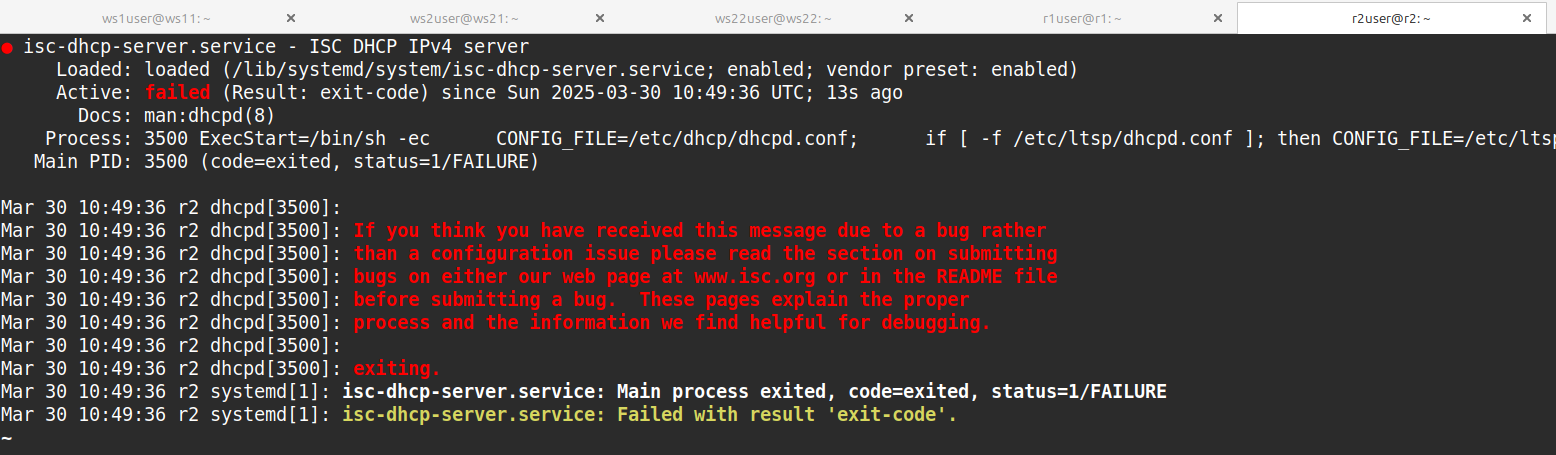 ws1user@ws11: ~ × ws2user@ws21: ~ × ws22user@ws22: ~ × r1user@r1: ~ × r2user@r2: ~ ×
● isc-dhcp-server.service - ISC DHCP IPv4 server
Loaded: loaded (/lib/systemd/system/isc-dhcp-server.service; enabled; vendor preset: enabled)
Active: failed (Result: exit-code) since Sun 2025-03-30 10:49:36 UTC; 13s ago
Docs: man:dhcpd(8)
Process: 3500 ExecStart=/bin/sh -ec      CONFIG_FILE=/etc/dhcp/dhcpd.conf;      if [ -f /etc/ltsp/dhcpd.conf ]; then CONFIG_FILE=/etc/ltsp
Main PID: 3500 (code=exited, status=1/FAILURE)
Mar 30 10:49:36 r2 dhcpd[3500]:
Mar 30 10:49:36 r2 dhcpd[3500]: If you think you have received this message due to a bug rather
Mar 30 10:49:36 r2 dhcpd[3500]: than a configuration issue please read the section on submitting
Mar 30 10:49:36 r2 dhcpd[3500]: bugs on either our web page at www.isc.org or in the README file
Mar 30 10:49:36 r2 dhcpd[3500]: before submitting a bug.  These pages explain the proper
Mar 30 10:49:36 r2 dhcpd[3500]: process and the information we find helpful for debugging.
Mar 30 10:49:36 r2 dhcpd[3500]:
Mar 30 10:49:36 r2 dhcpd[3500]: exiting.
Mar 30 10:49:36 r2 systemd[1]: isc-dhcp-server.service: Main process exited, code=exited, status=1/FAILURE
Mar 30 10:49:36 r2 systemd[1]: isc-dhcp-server.service: Failed with result 'exit-code'.
~